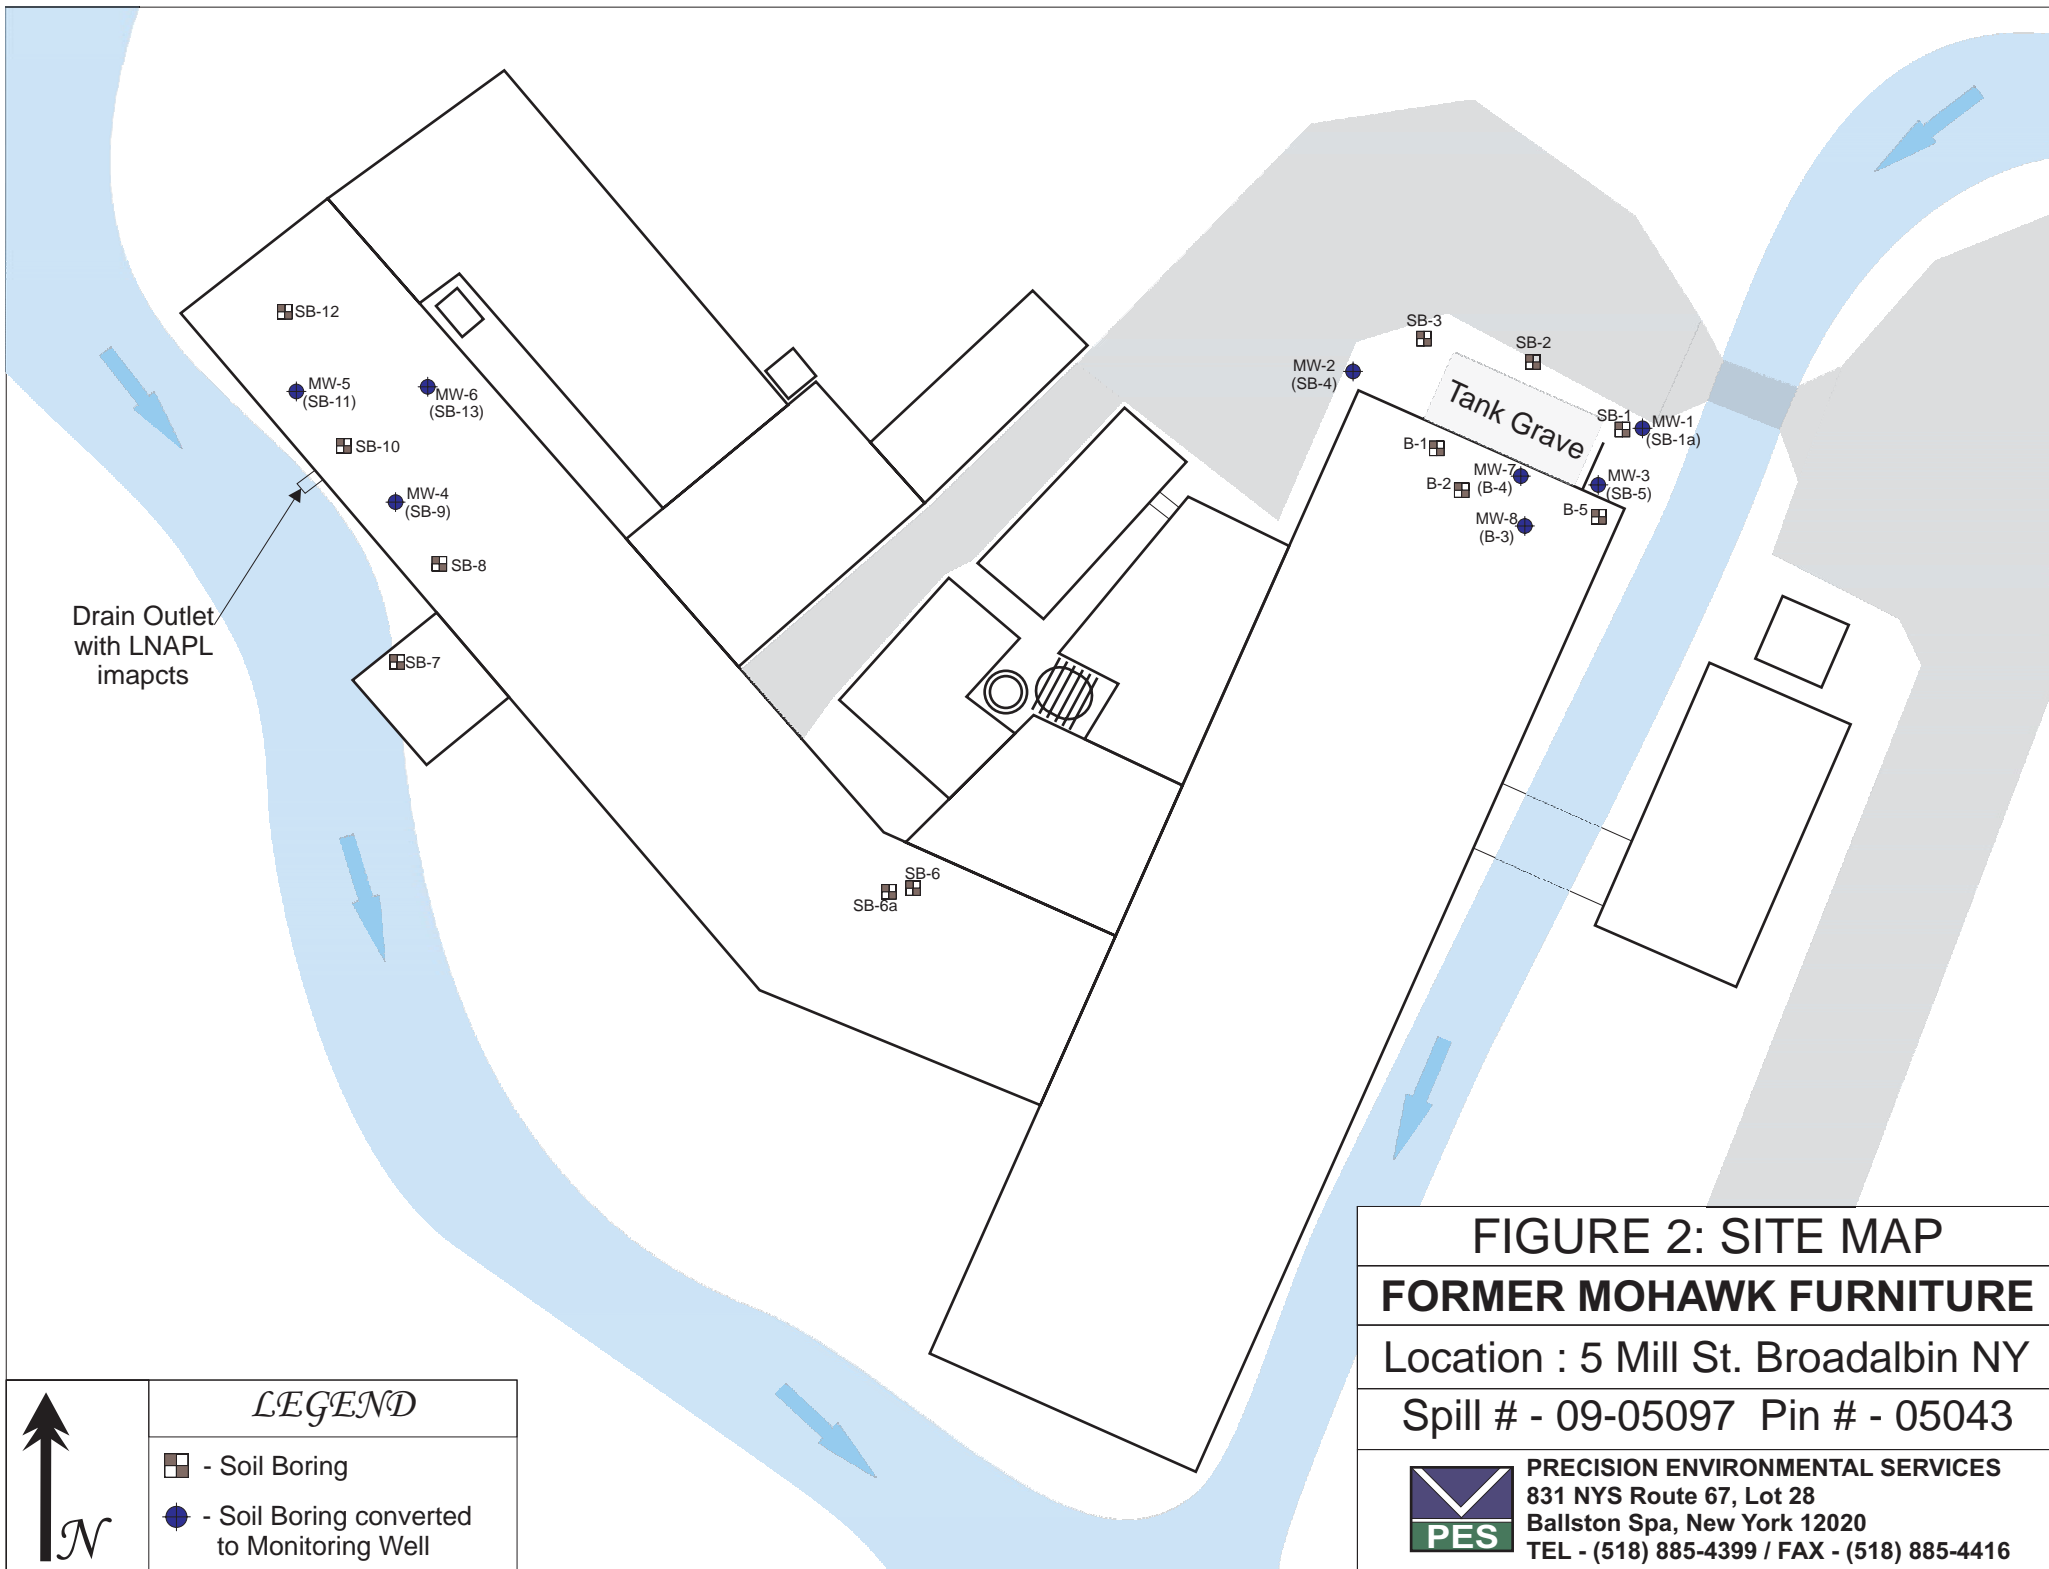 SB-12
MW-5
(SB-11)
MW-6
(SB-13)
SB-10
MW-4
(SB-9)
SB-8
SB-7
Drain Outlet
with LNAPL
imapcts
SB-6
SB-6a
SB-3
SB-2
MW-2
(SB-4)
Tank Grave
SB-1
MW-1
(SB-1a)
B-1
B-2
MW-7
(B-4)
MW-3
(SB-5)
B-5
MW-8
(B-3)
N
LEGEND
- Soil Boring
- Soil Boring converted
to Monitoring Well
FIGURE 2: SITE MAP
FORMER MOHAWK FURNITURE
Location : 5 Mill St. Broadalbin NY
Spill # - 09-05097 Pin # - 05043
PES
PRECISION ENVIRONMENTAL SERVICES
831 NYS Route 67, Lot 28
Ballston Spa, New York 12020
TEL - (518) 885-4399 / FAX - (518) 885-4416